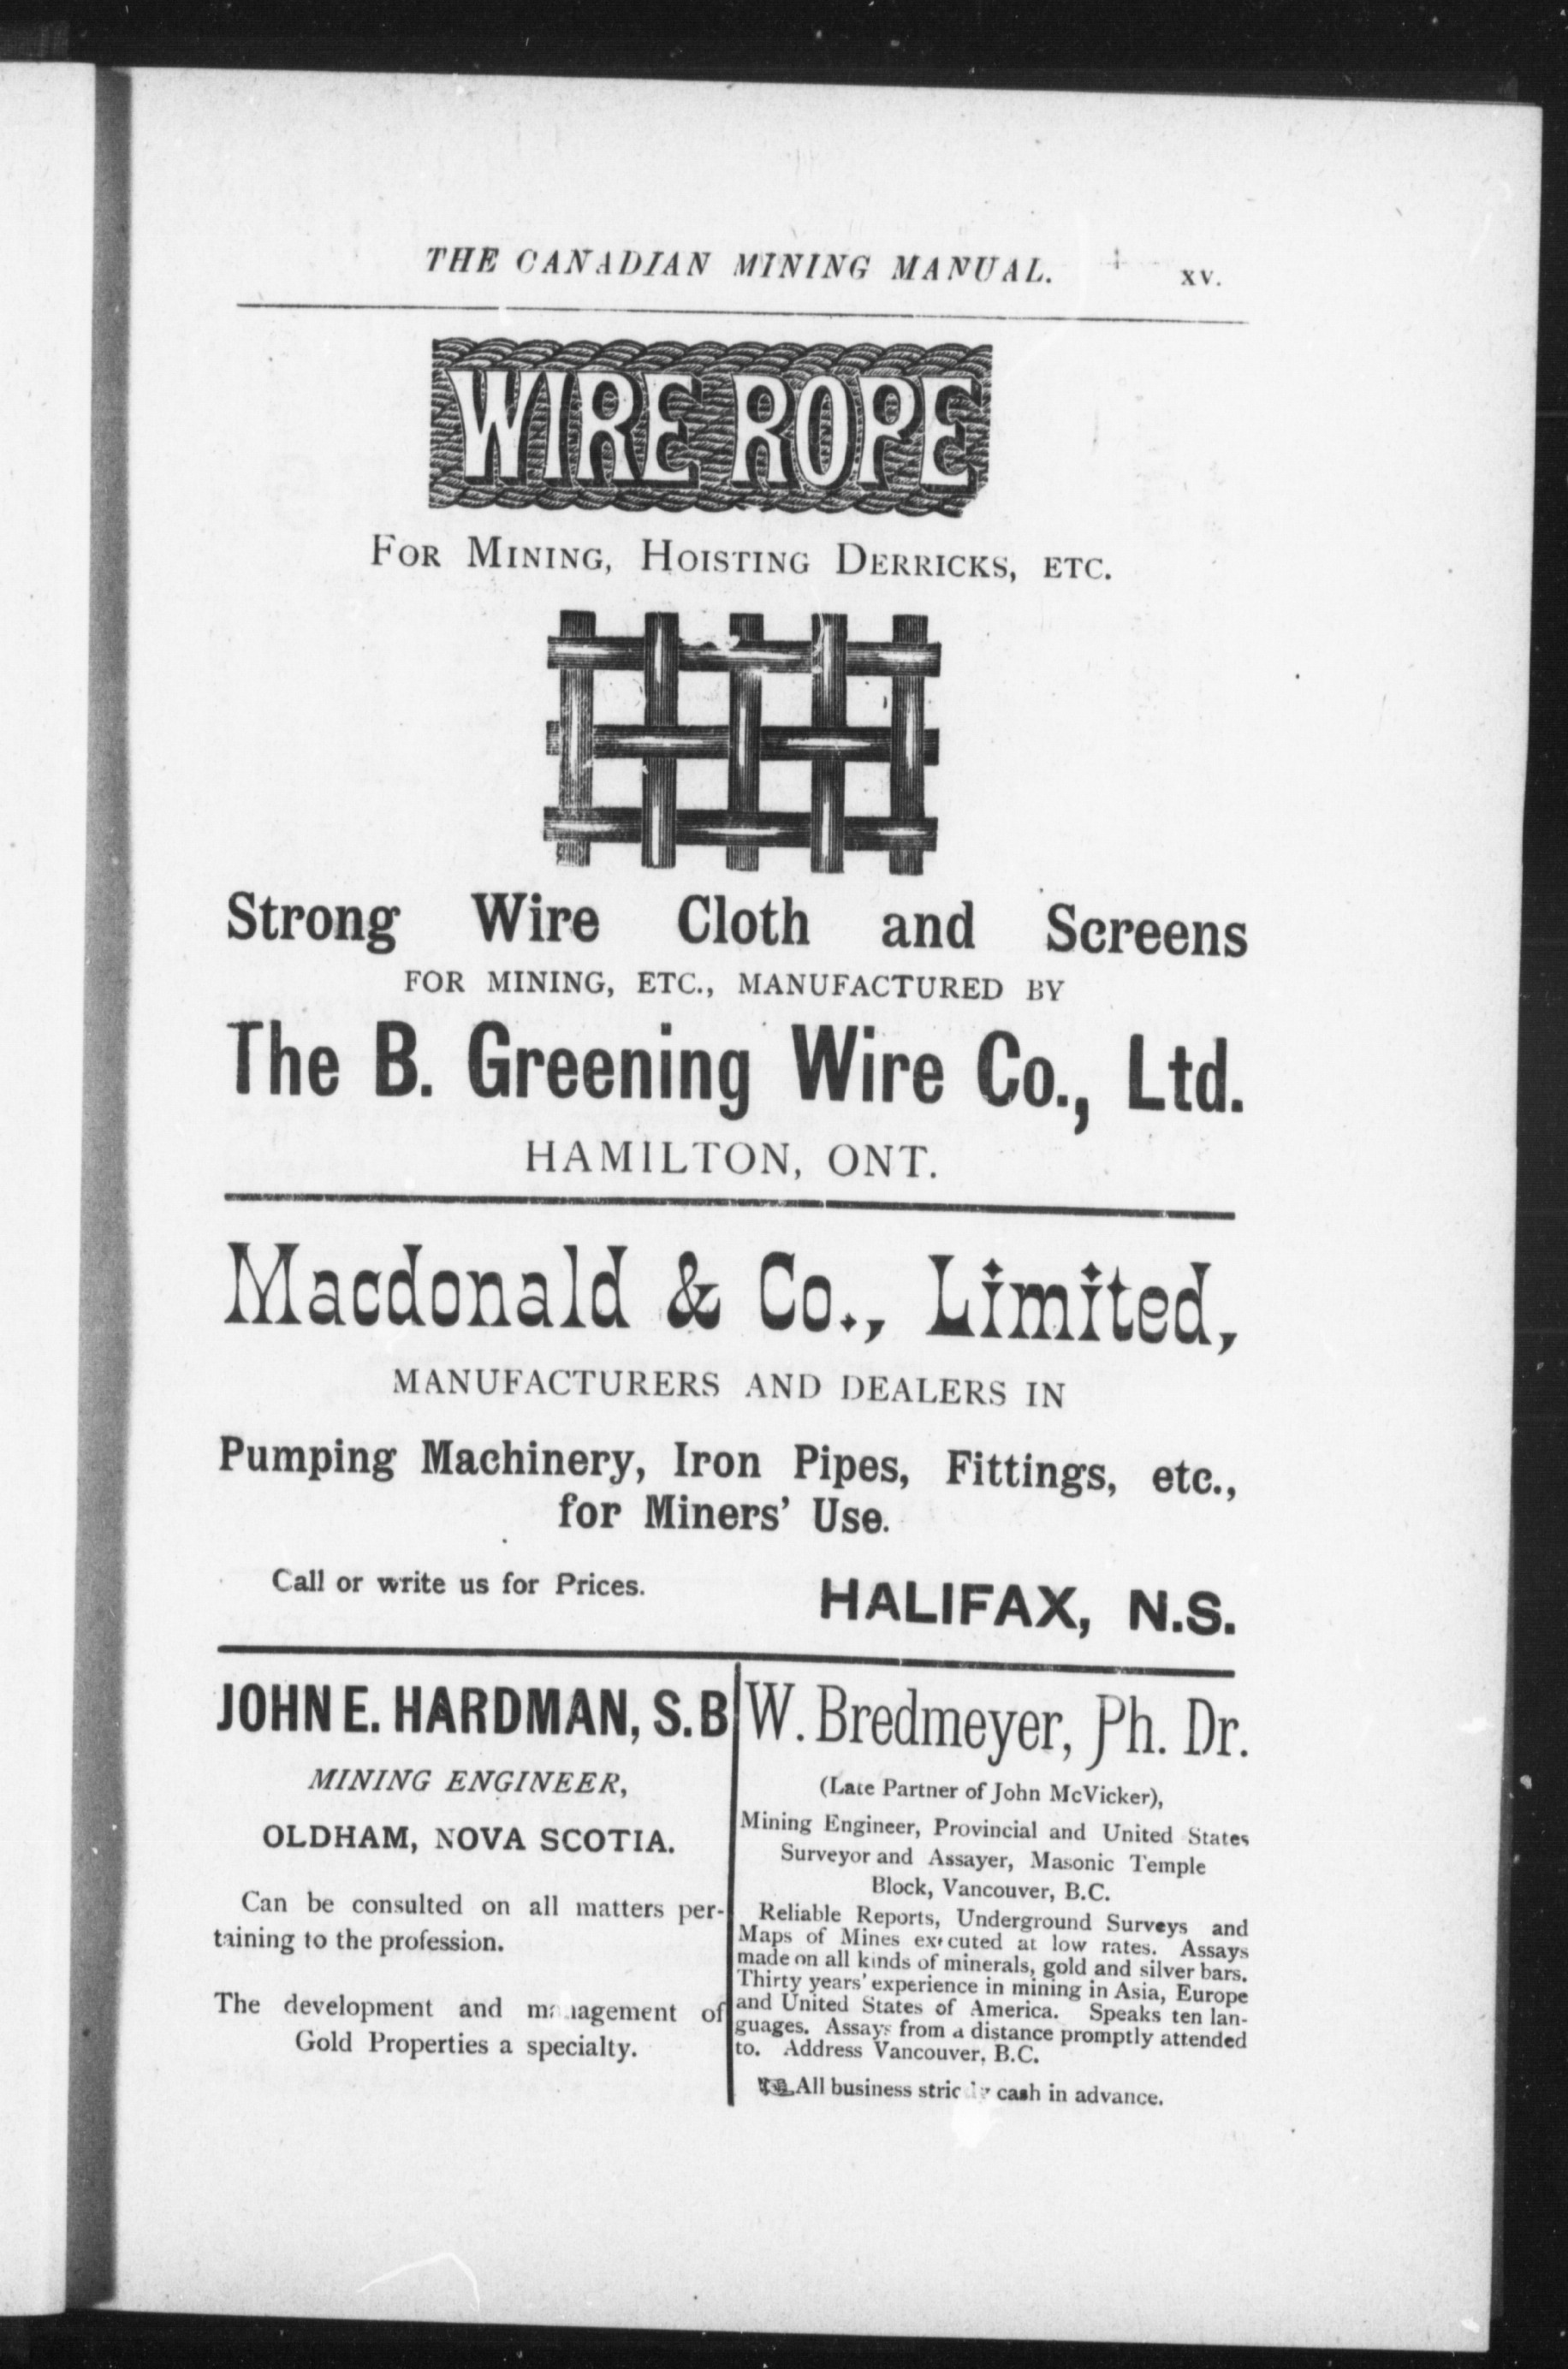 THE CANADIAN MINING MANUAL. xv.
WIRE ROPE
FOR MINING, HOISTING DERRICKS, ETC.
Strong Wire Cloth and Screens
FOR MINING, ETC., MANUFACTURED BY
The B. Greening Wire Co., Ltd.
HAMILTON, ONT.
Macdonald & Co., Limited,
MANUFACTURERS AND DEALERS IN
Pumping Machinery, Iron Pipes, Fittings, etc.,
for Miners' Use.
Call or write us for Prices.
HALIFAX, N.S.
JOHN E. HARDMAN, S.B
MINING ENGINEER,
OLDHAM, NOVA SCOTIA.
Can be consulted on all matters per-
taining to the profession.
The development and management of
Gold Properties a specialty.
W. Bredmeyer, Ph. Dr.
(Late Partner of John McVicker),
Mining Engineer, Provincial and United States
Surveyor and Assayer, Masonic Temple
Block, Vancouver, B.C.
Reliable Reports, Underground Surveys and
Maps of Mines executed at low rates. Assays
made on all kinds of minerals, gold and silver bars.
Thirty years' experience in mining in Asia, Europe
and United States of America. Speaks ten lan-
guages. Assays from a distance promptly attended
to. Address Vancouver, B.C.
All business strictly cash in advance.